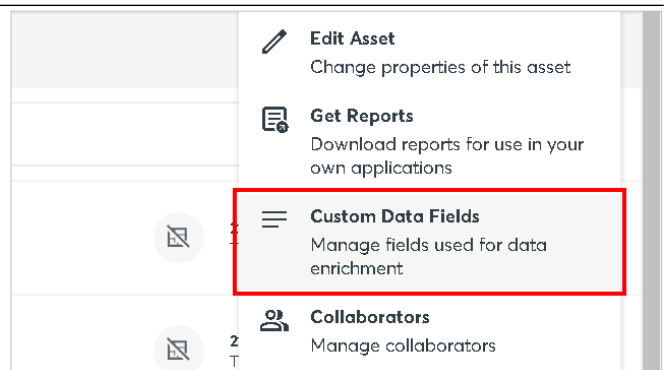 Edit Asset
Change properties of this asset
Get Reports
Download reports for use in your
own applications
Custom Data Fields
Manage fields used for data
enrichment
Collaborators
Manage collaborators